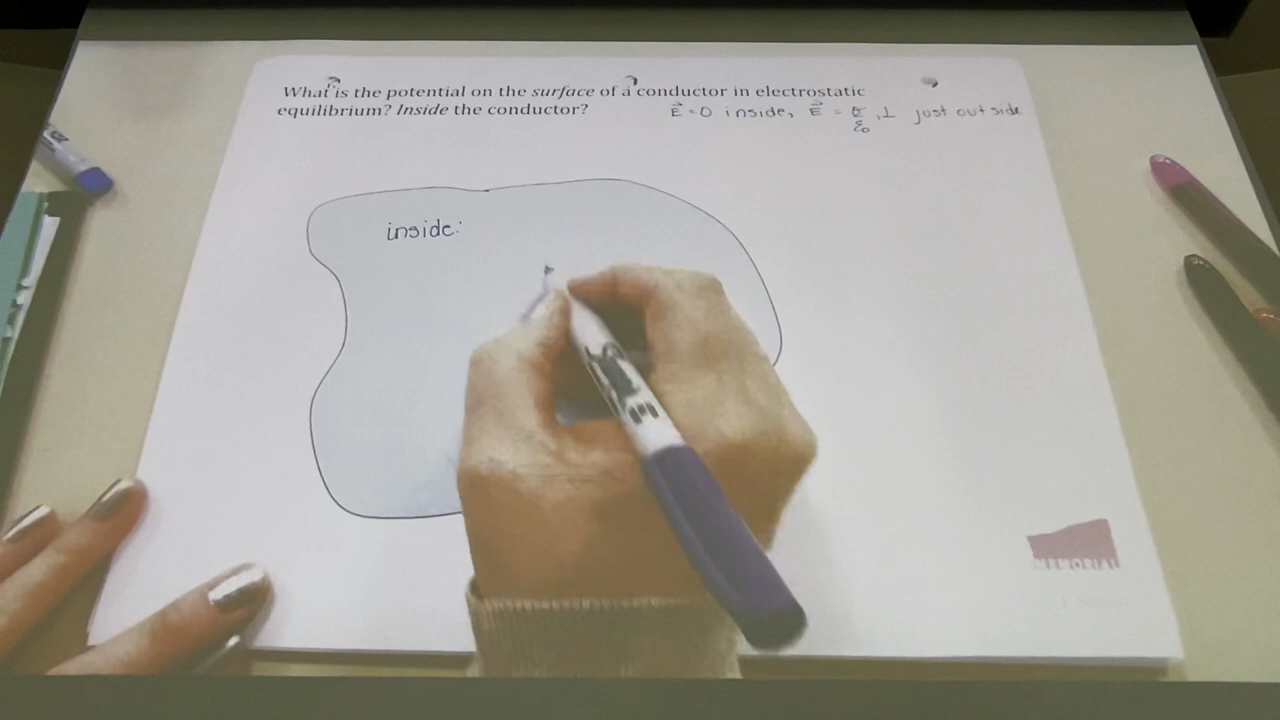 What is the potential on the surface of a conductor in electrostatic
equilibrium? Inside the conductor?
E⃗ = 0 inside, E⃗ = σ/ε₀, ⊥ just outside
inside: